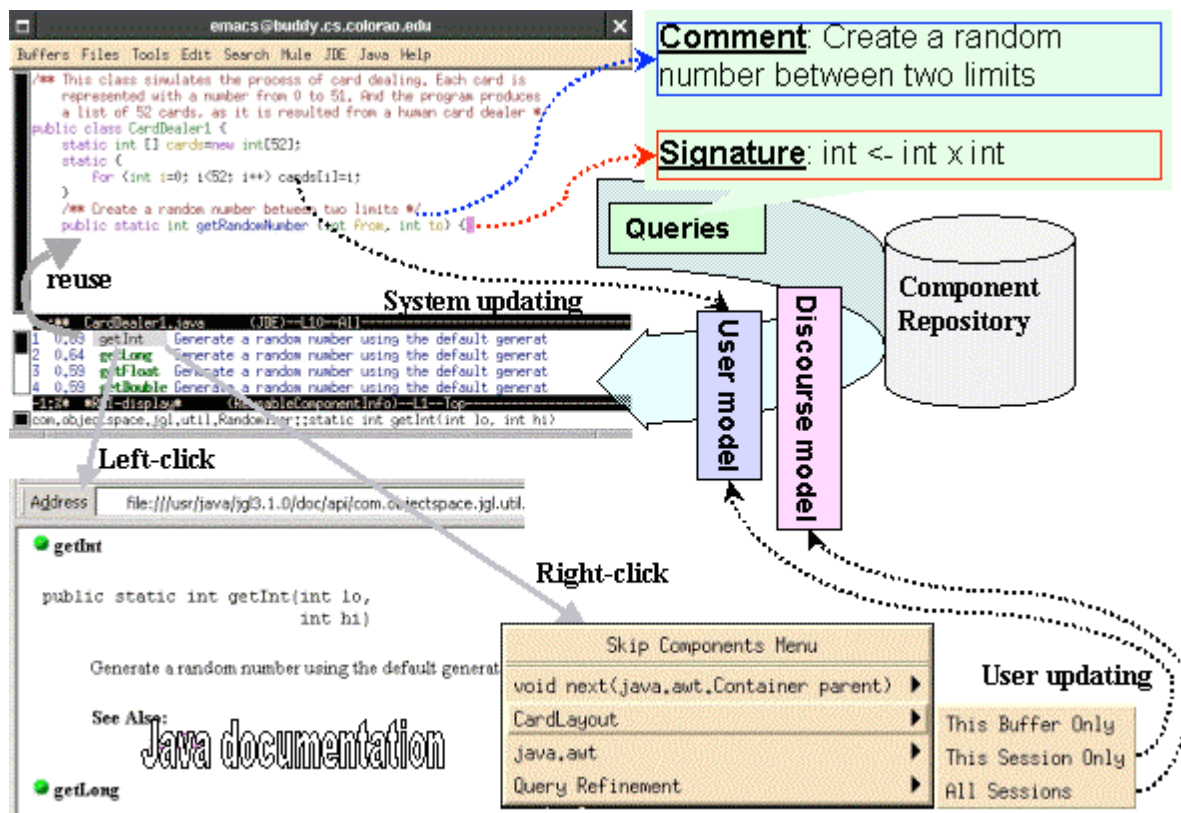 emacs@buddy.cs.colorao.edu
Buffers Files Tools Edit Search Mule JDE Java Help
/** This class simulates the process of card dealing. Each card is
represented with a number from 0 to 51. And the program produces
a list of 52 cards, as it is resulted from a human card dealer *
public class CardDealer1 {
static int [] cards=new int[52];
static {
for (int i=0; i<52; i++) cards[i]=i;
}
/** Create a random number between two limits */
public static int getRandomNumber (int from, int to) {
Comment: Create a random
number between two limits
Signature: int <- int x int
Queries
Component
Repository
reuse
System updating
User model
Discourse model
CardDealer1.java (JDE)--L10--All
1 getInt Generate a random number using the default generat
2 0.64 getLong Generate a random number using the default generat
3 0.59 getFloat Generate a random number using the default generat
4 0.59 getDouble Generate a random number using the default generat
(ReusableComponentInfo)--L1--Top
com.objectspace.jgl.util.Randomizer::static int getInt(int lo, int hi)
Left-click
Address file:///usr/java/jgl3.1.0/doc/api/com.objectspace.jgl.util.
getInt
public static int getInt(int lo,
int hi)
Generate a random number using the default generat
See Also:
Java documentation
getLong
Right-click
Skip Components Menu
void next(java.awt.Container parent)
CardLayout
java.awt
Query Refinement
User updating
This Buffer Only
This Session Only
All Sessions